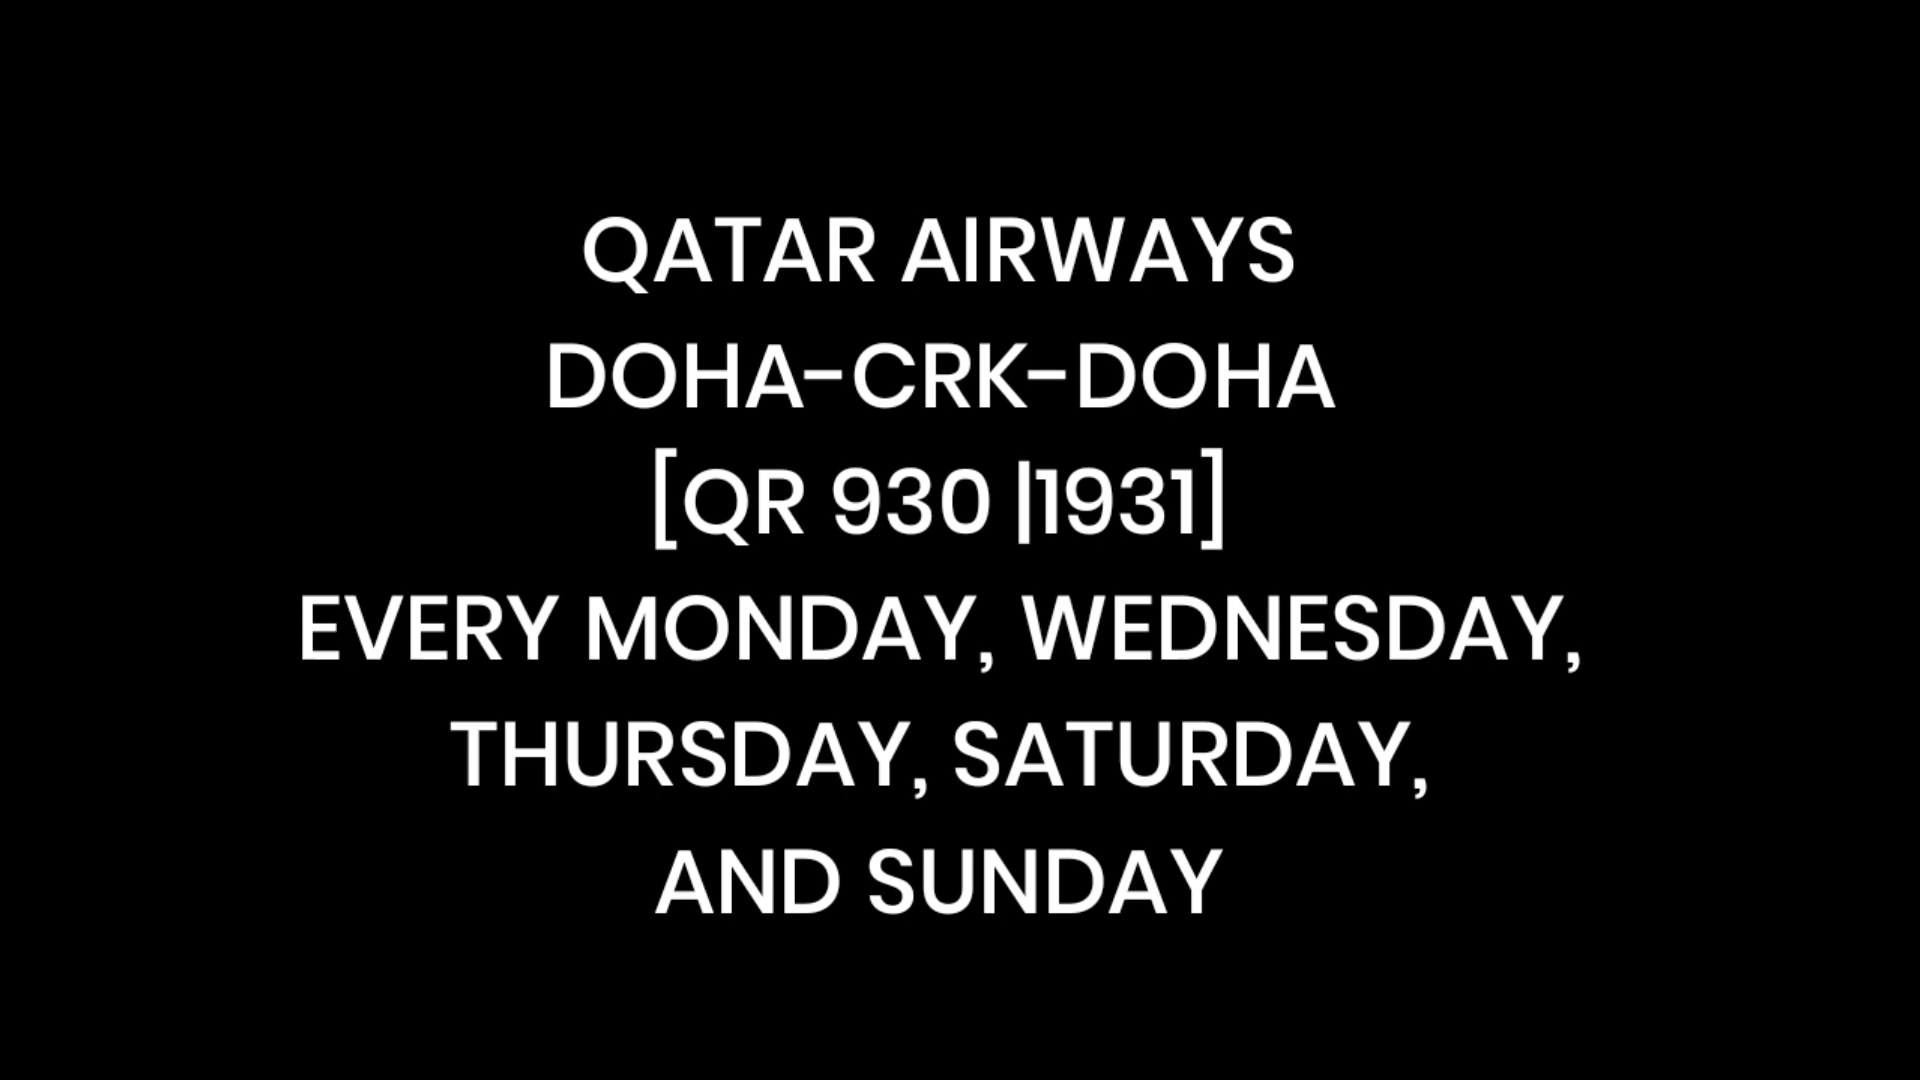 QATAR AIRWAYS
DOHA-CRK-DOHA
[QR 930 |1931]
EVERY MONDAY, WEDNESDAY,
THURSDAY, SATURDAY,
AND SUNDAY